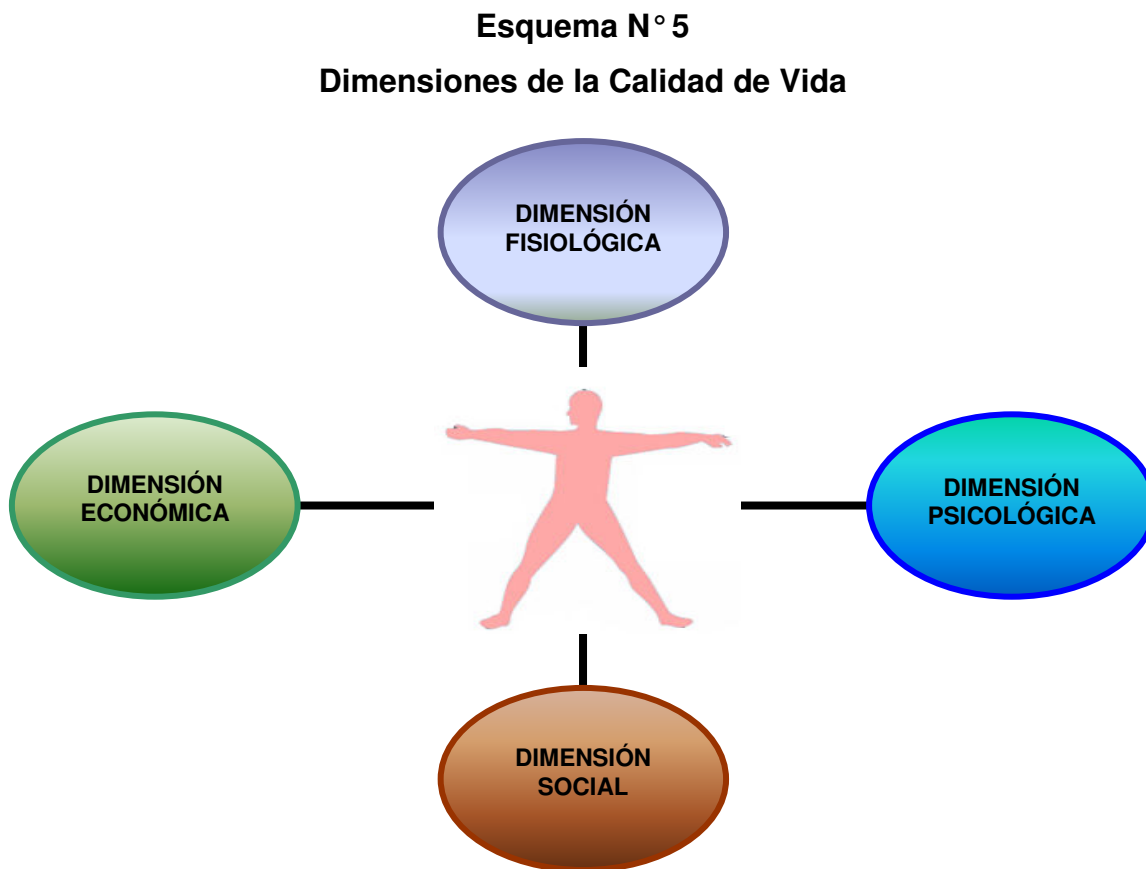 Esquema N° 5
Dimensiones de la Calidad de Vida
DIMENSIÓN
FISIOLÓGICA
DIMENSIÓN
ECONÓMICA
DIMENSIÓN
PSICOLÓGICA
DIMENSIÓN
SOCIAL